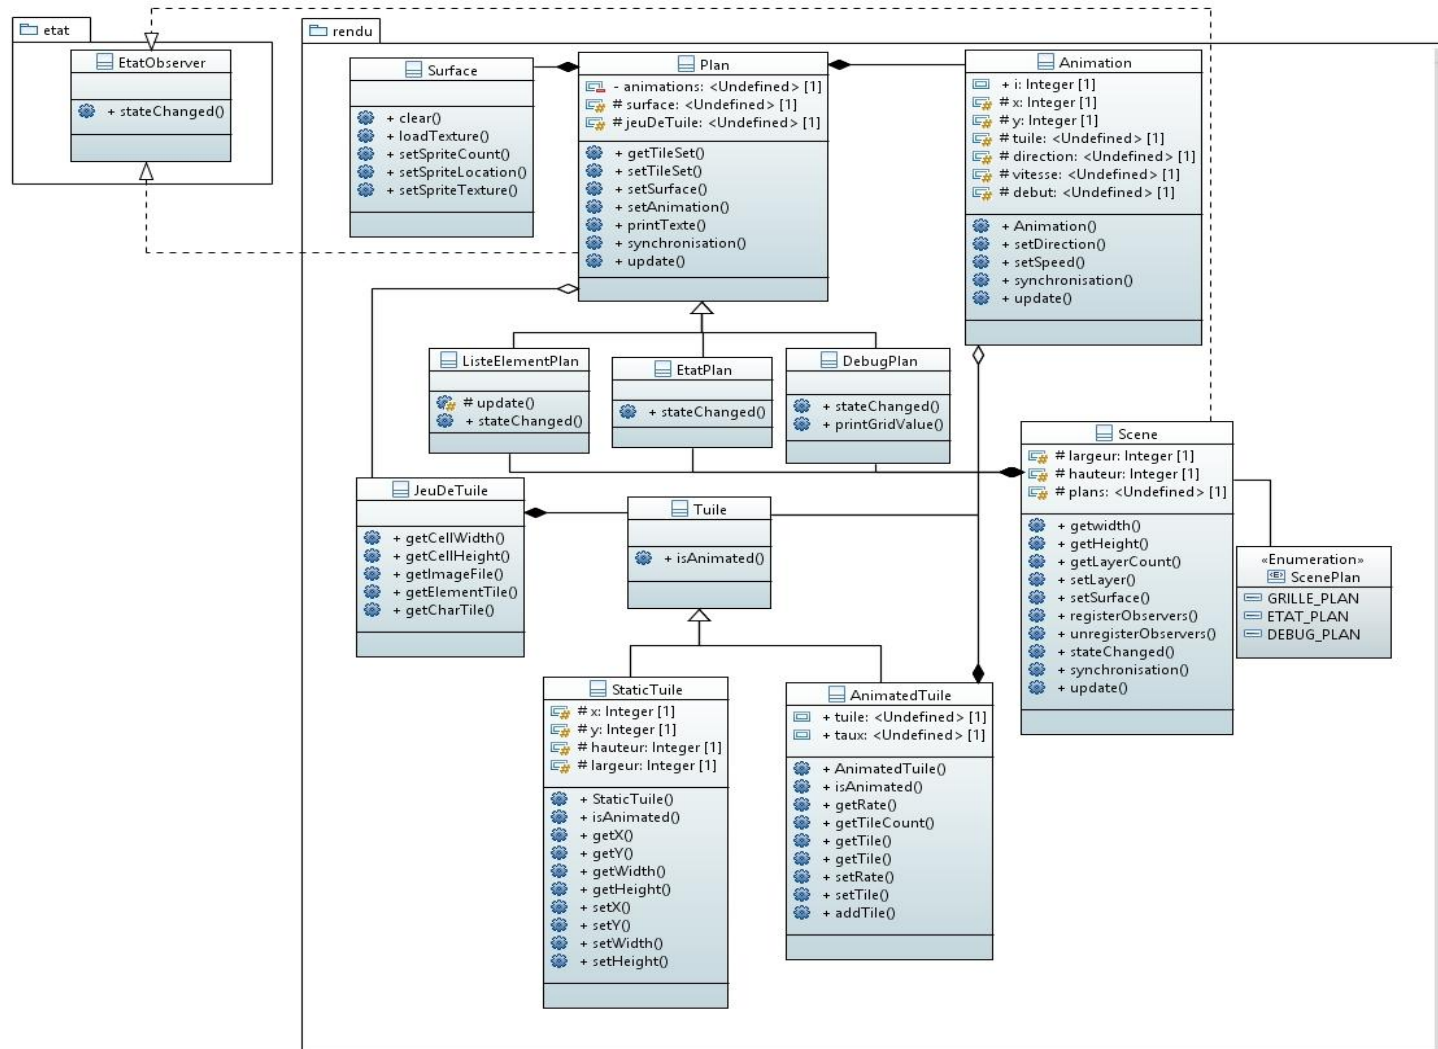 etat
EtatObserver
+ stateChanged()
rendu
Surface
+ clear()
+ loadTexture()
+ setSpriteCount()
+ setSpriteLocation()
+ setSpriteTexture()
Plan
- animations: <Undefined> [1]
# surface: <Undefined> [1]
# jeuDeTuile: <Undefined> [1]
+ getTileSet()
+ setTileSet()
+ setSurface()
+ setAnimation()
+ printTexte()
+ synchronisation()
+ update()
Animation
+ i: Integer [1]
# x: Integer [1]
# y: Integer [1]
# tuile: <Undefined> [1]
# direction: <Undefined> [1]
# vitesse: <Undefined> [1]
# debut: <Undefined> [1]
+ Animation()
+ setDirection()
+ setSpeed()
+ synchronisation()
+ update()
ListeElementPlan
# update()
+ stateChanged()
EtatPlan
+ stateChanged()
DebugPlan
+ stateChanged()
+ printGridValue()
Scene
# largeur: Integer [1]
# hauteur: Integer [1]
# plans: <Undefined> [1]
+ getwidth()
+ getHeight()
+ getLayerCount()
+ setLayer()
+ setSurface()
+ registerObservers()
+ unregisterObservers()
+ stateChanged()
+ synchronisation()
+ update()
«Enumeration»
ScenePlan
GRILLE_PLAN
ETAT_PLAN
DEBUG_PLAN
JeuDeTuile
+ getCellWidth()
+ getCellHeight()
+ getImageFile()
+ getElementTile()
+ getCharTile()
Tuile
+ isAnimated()
StaticTuile
# x: Integer [1]
# y: Integer [1]
# hauteur: Integer [1]
# largeur: Integer [1]
+ StaticTuile()
+ isAnimated()
+ getX()
+ getY()
+ getWidth()
+ getHeight()
+ setX()
+ setY()
+ setWidth()
+ setHeight()
AnimatedTuile
+ tuile: <Undefined> [1]
+ taux: <Undefined> [1]
+ AnimatedTuile()
+ isAnimated()
+ getRate()
+ getTileCount()
+ getTile()
+ getTile()
+ setRate()
+ setTile()
+ addTile()